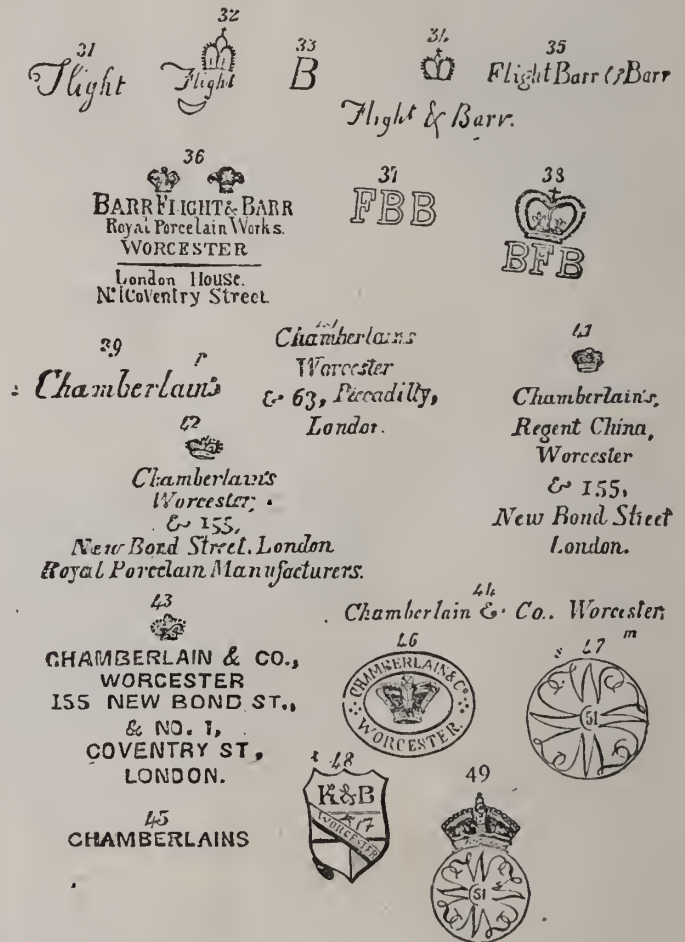 31
Flight
32
Flight
33
B
34
Flight & Barr.
35
Flight Barr & Barr
36
BARR FLIGHT & BARR
Royal Porcelain Works.
WORCESTER
London House.
No. 1 Coventry Street.
37
FBB
38
BFB
39
Chamberlain's
Chamberlains
Worcester
& 63, Piccadilly,
London.
41
Chamberlain's,
Regent China,
Worcester
& 155,
New Bond Street
London.
42
Chamberlain's
Worcester,
& 155,
New Bond Street. London
Royal Porcelain Manufacturers.
43
CHAMBERLAIN & CO.,
WORCESTER
155 NEW BOND ST.,
& NO. 1,
COVENTRY ST,
LONDON.
44
Chamberlain & Co.. Worcester
45
CHAMBERLAINS
46
CHAMBERLAIN & Co
WORCESTER.
s 47 m
51
48
K&B
WORCESTER
49
51